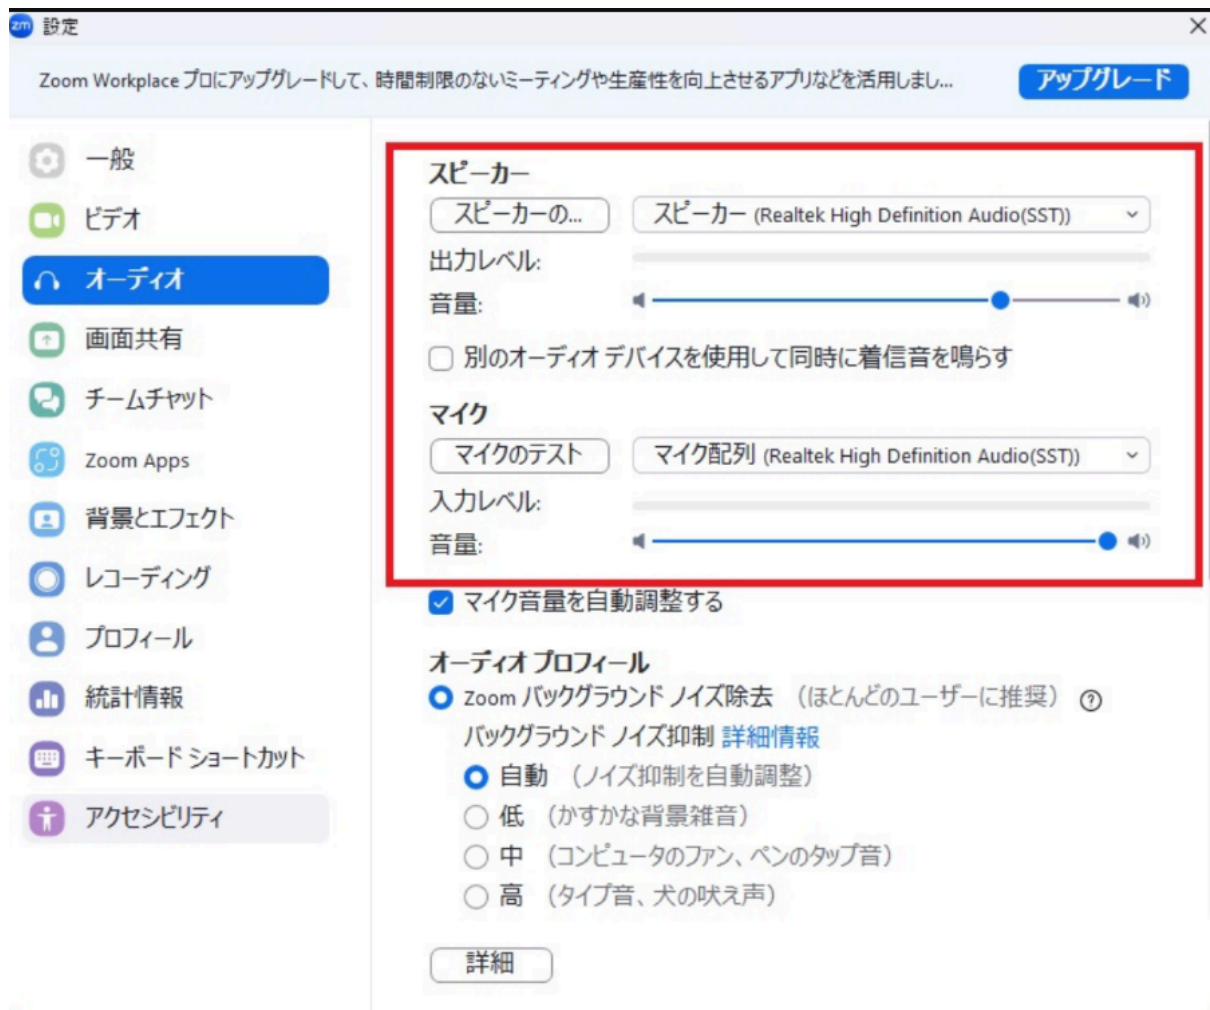 zm 設定
Zoom Workplace プロにアップグレードして、時間制限のないミーティングや生産性を向上させるアプリなどを活用しまし...
アップグレード
一般
ビデオ
オーディオ
画面共有
チームチャット
Zoom Apps
背景とエフェクト
レコーディング
プロフィール
統計情報
キーボード ショートカット
アクセシビリティ
スピーカー
スピーカーの... スピーカー (Realtek High Definition Audio(SST))
出力レベル:
音量:
別のオーディオ デバイスを使用して同時に着信音を鳴らす
マイク
マイクのテスト マイク配列 (Realtek High Definition Audio(SST))
入力レベル:
音量:
マイク音量を自動調整する
オーディオ プロフィール
Zoom バックグラウンド ノイズ除去 (ほとんどのユーザーに推奨) ?
バックグラウンド ノイズ抑制 詳細情報
自動 (ノイズ抑制を自動調整)
低 (かすかな背景雑音)
中 (コンピュータのファン、ペンのタップ音)
高 (タイプ音、犬の吠え声)
詳細